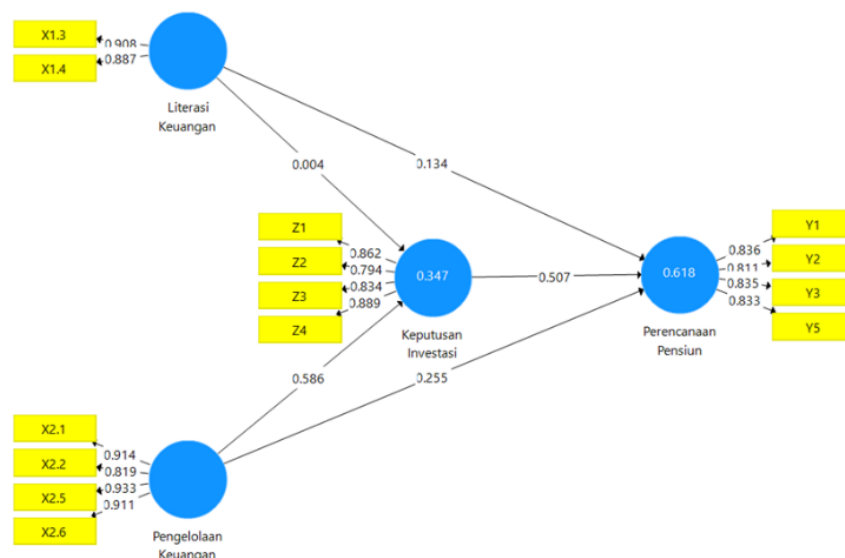 X1.3
0.908
X1.4
0.887
Literasi
Keuangan
0.004
0.134
Z1
0.862
Z2
0.794
Z3
0.834
Z4
0.889
0.347
Keputusan
Investasi
0.507
0.618
Perencanaan
Pensiun
Y1
0.836
Y2
0.811
Y3
0.835
Y5
0.833
0.586
0.255
X2.1
0.914
X2.2
0.819
X2.5
0.933
X2.6
0.911
Pengelolaan
Keuangan